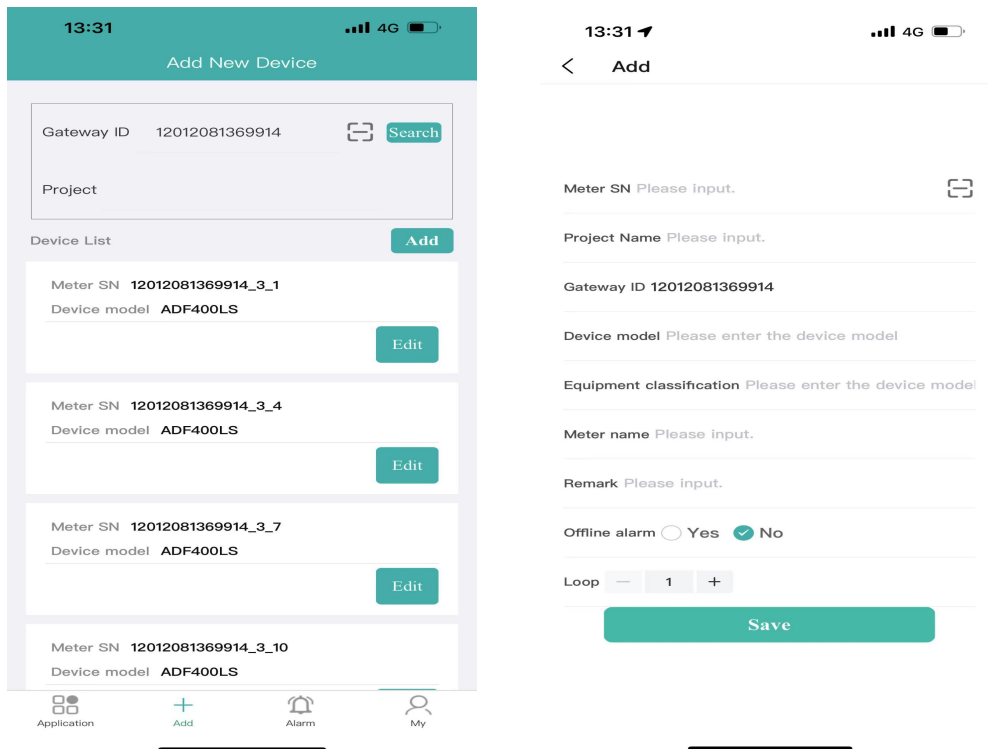 13:31
4G
Add New Device
Gateway ID 12012081369914 Search
Project
Device List Add
Meter SN 12012081369914_3_1
Device model ADF400LS
Edit
Meter SN 12012081369914_3_4
Device model ADF400LS
Edit
Meter SN 12012081369914_3_7
Device model ADF400LS
Edit
Meter SN 12012081369914_3_10
Device model ADF400LS
Application Add Alarm My
13:31 4G
Add
Meter SN Please input.
Project Name Please input.
Gateway ID 12012081369914
Device model Please enter the device model
Equipment classification Please enter the device model
Meter name Please input.
Remark Please input.
Offline alarm Yes No
Loop — 1 +
Save